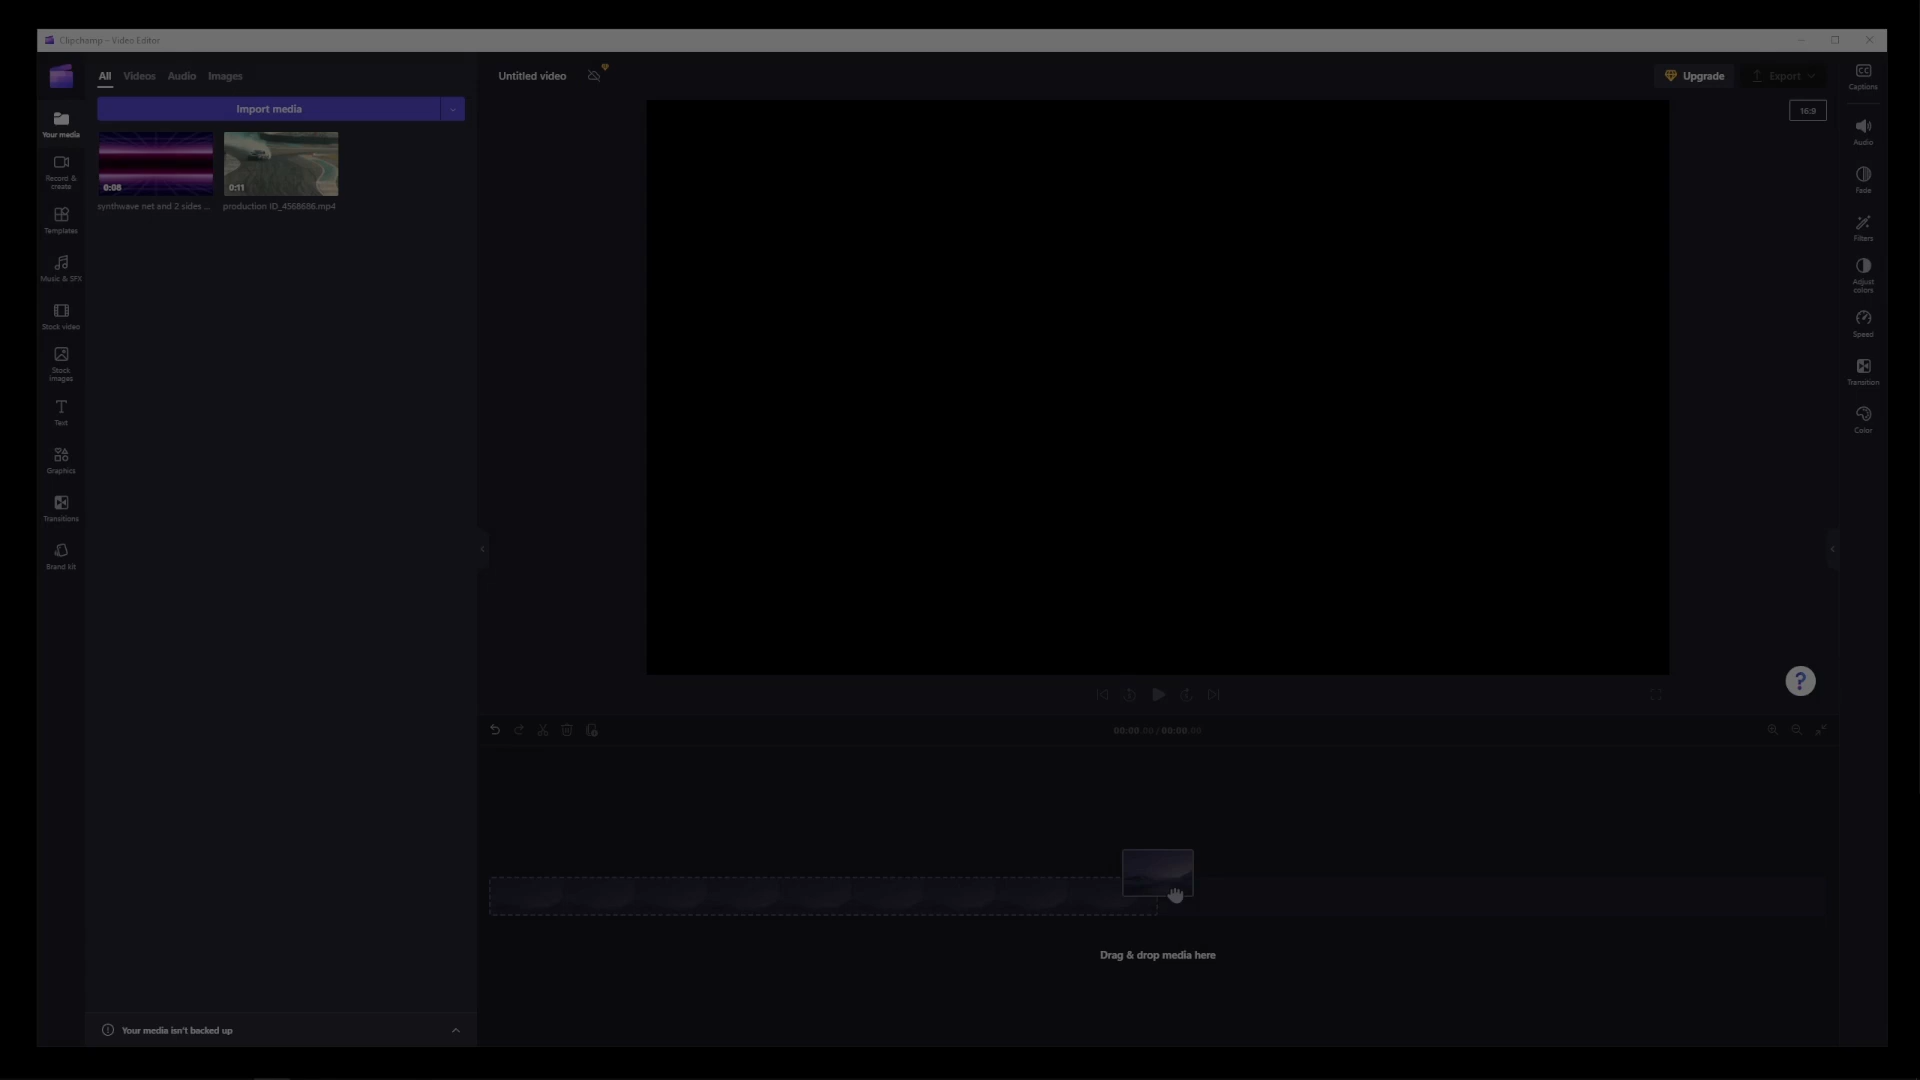 Clipchamp - Video Editor
All Videos Audio Images
Import media
Your media
Record &
create
Templates
Music & SFX
Stock video
Stock
images
Text
Graphics
Transitions
Brand kit
0:08
synthwave net and 2 sides ...
0:11
production ID_4568686.mp4
Your media isn't backed up
Untitled video
Upgrade
Export
16:9
?
00:00.00 / 00:00.00
Drag & drop media here
CC
Captions
Audio
Fade
Filters
Adjust
colors
Speed
Transition
Color